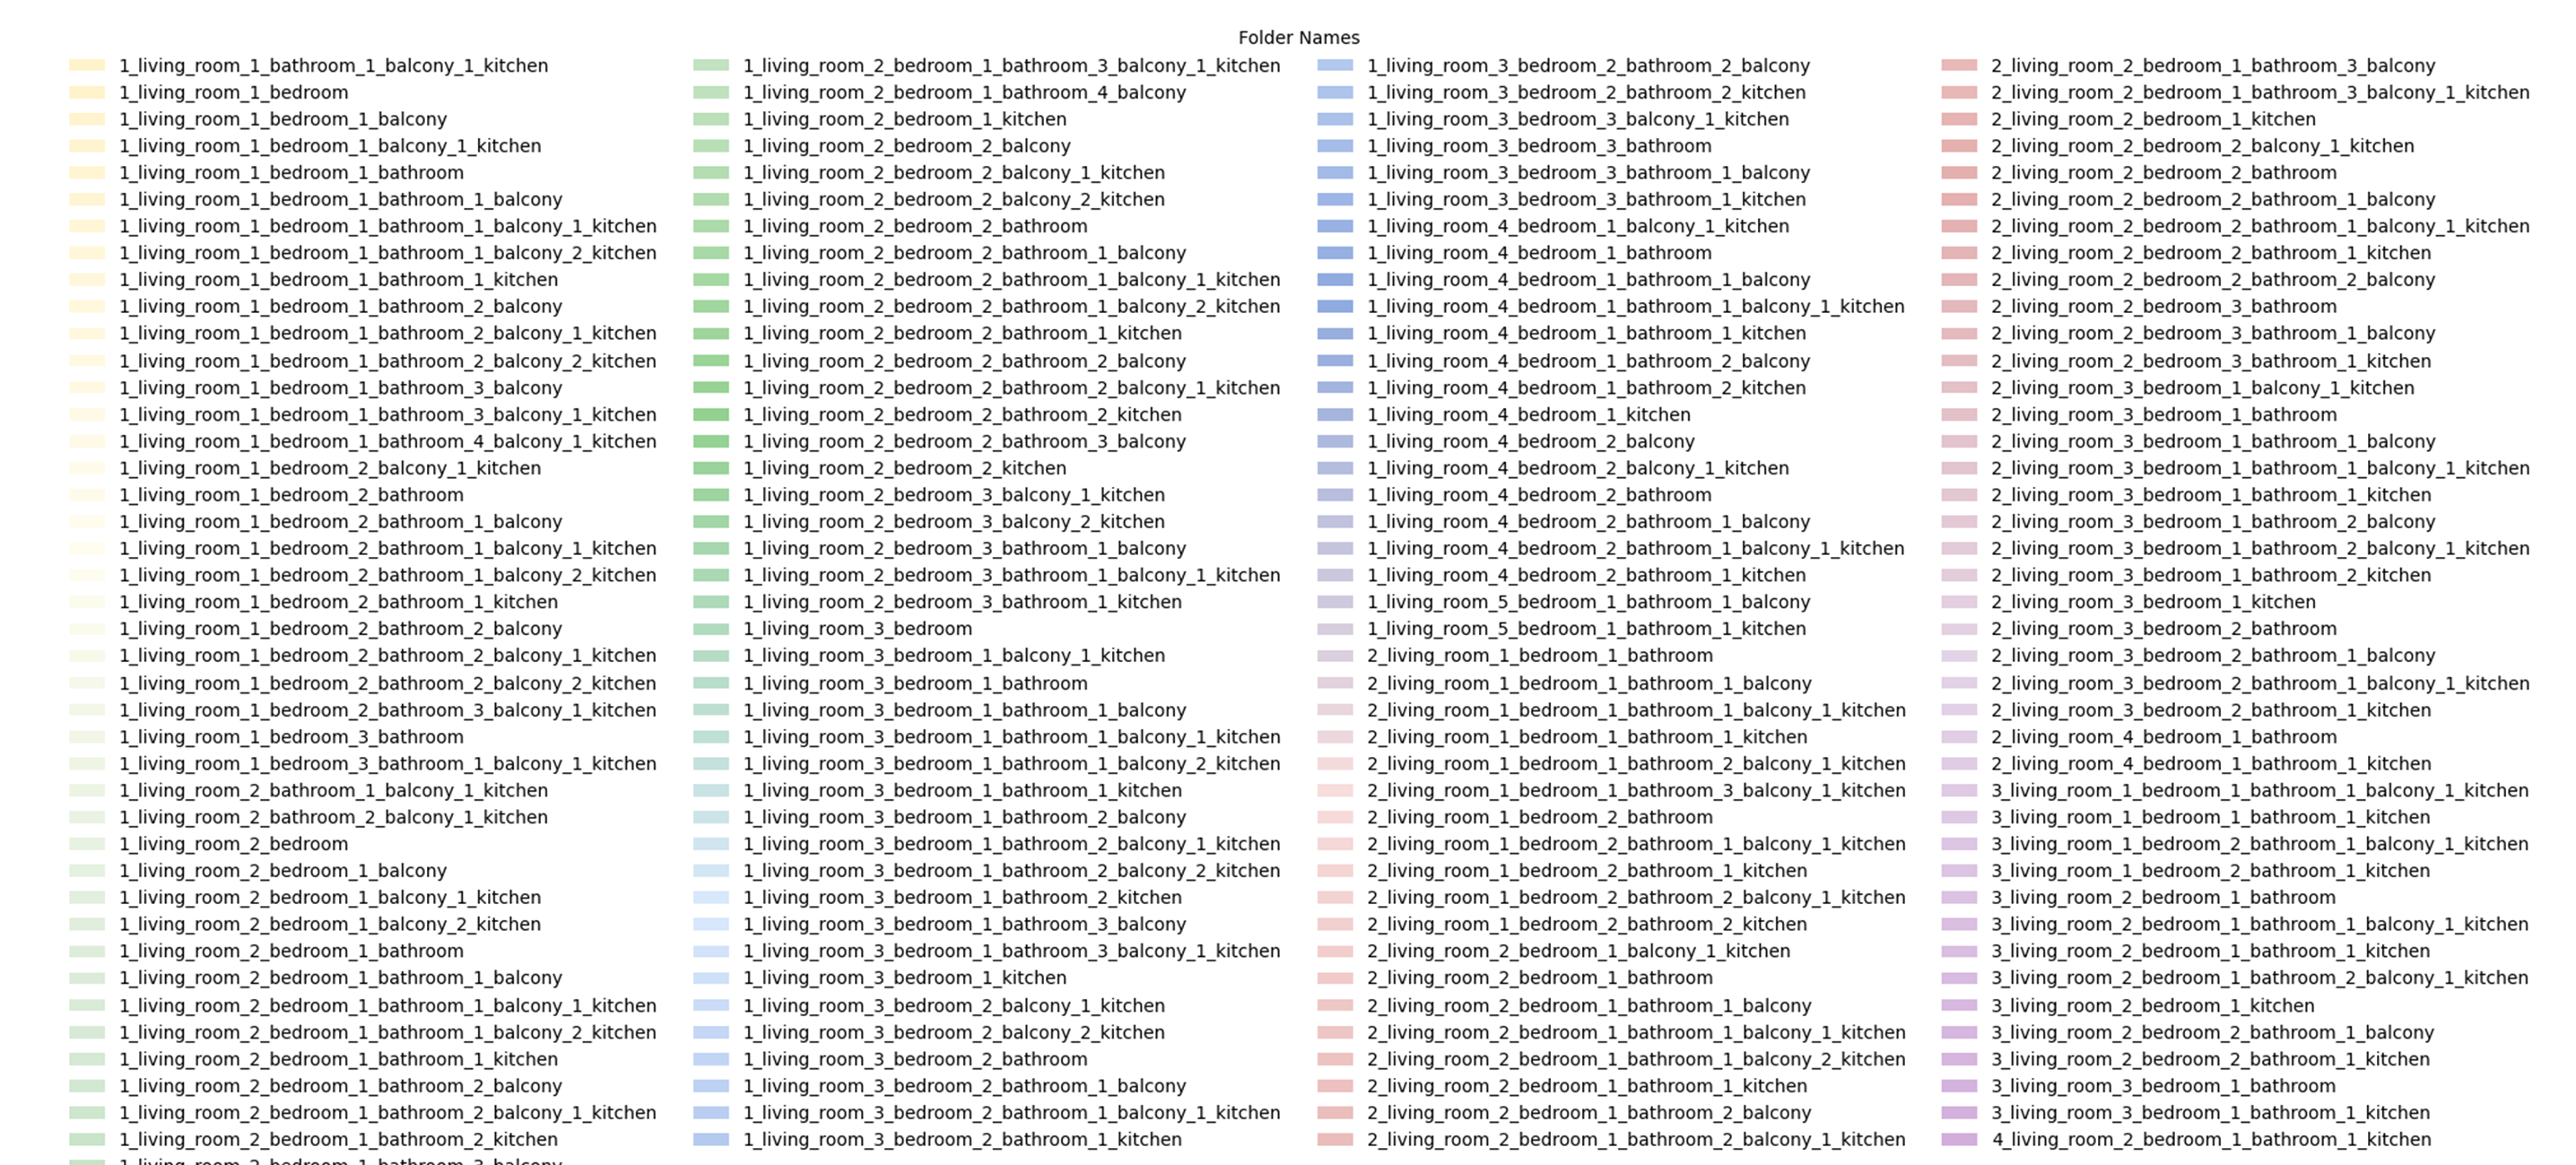 Folder Names
1_living_room_1_bathroom_1_balcony_1_kitchen
1_living_room_1_bedroom
1_living_room_1_bedroom_1_balcony
1_living_room_1_bedroom_1_balcony_1_kitchen
1_living_room_1_bedroom_1_bathroom
1_living_room_1_bedroom_1_bathroom_1_balcony
1_living_room_1_bedroom_1_bathroom_1_balcony_1_kitchen
1_living_room_1_bedroom_1_bathroom_1_balcony_2_kitchen
1_living_room_1_bedroom_1_bathroom_1_kitchen
1_living_room_1_bedroom_1_bathroom_2_balcony
1_living_room_1_bedroom_1_bathroom_2_balcony_1_kitchen
1_living_room_1_bedroom_1_bathroom_2_balcony_2_kitchen
1_living_room_1_bedroom_1_bathroom_3_balcony
1_living_room_1_bedroom_1_bathroom_3_balcony_1_kitchen
1_living_room_1_bedroom_1_bathroom_4_balcony_1_kitchen
1_living_room_1_bedroom_2_balcony_1_kitchen
1_living_room_1_bedroom_2_bathroom
1_living_room_1_bedroom_2_bathroom_1_balcony
1_living_room_1_bedroom_2_bathroom_1_balcony_1_kitchen
1_living_room_1_bedroom_2_bathroom_1_balcony_2_kitchen
1_living_room_1_bedroom_2_bathroom_1_kitchen
1_living_room_1_bedroom_2_bathroom_2_balcony
1_living_room_1_bedroom_2_bathroom_2_balcony_1_kitchen
1_living_room_1_bedroom_2_bathroom_2_balcony_2_kitchen
1_living_room_1_bedroom_2_bathroom_3_balcony_1_kitchen
1_living_room_1_bedroom_3_bathroom
1_living_room_1_bedroom_3_bathroom_1_balcony_1_kitchen
1_living_room_2_bathroom_1_balcony_1_kitchen
1_living_room_2_bathroom_2_balcony_1_kitchen
1_living_room_2_bedroom
1_living_room_2_bedroom_1_balcony
1_living_room_2_bedroom_1_balcony_1_kitchen
1_living_room_2_bedroom_1_balcony_2_kitchen
1_living_room_2_bedroom_1_bathroom
1_living_room_2_bedroom_1_bathroom_1_balcony
1_living_room_2_bedroom_1_bathroom_1_balcony_1_kitchen
1_living_room_2_bedroom_1_bathroom_1_balcony_2_kitchen
1_living_room_2_bedroom_1_bathroom_1_kitchen
1_living_room_2_bedroom_1_bathroom_2_balcony
1_living_room_2_bedroom_1_bathroom_2_balcony_1_kitchen
1_living_room_2_bedroom_1_bathroom_2_kitchen
1_living_room_2_bedroom_1_bathroom_3_balcony
1_living_room_2_bedroom_1_bathroom_3_balcony_1_kitchen
1_living_room_2_bedroom_1_bathroom_4_balcony
1_living_room_2_bedroom_1_kitchen
1_living_room_2_bedroom_2_balcony
1_living_room_2_bedroom_2_balcony_1_kitchen
1_living_room_2_bedroom_2_balcony_2_kitchen
1_living_room_2_bedroom_2_bathroom
1_living_room_2_bedroom_2_bathroom_1_balcony
1_living_room_2_bedroom_2_bathroom_1_balcony_1_kitchen
1_living_room_2_bedroom_2_bathroom_1_balcony_2_kitchen
1_living_room_2_bedroom_2_bathroom_1_kitchen
1_living_room_2_bedroom_2_bathroom_2_balcony
1_living_room_2_bedroom_2_bathroom_2_balcony_1_kitchen
1_living_room_2_bedroom_2_bathroom_2_kitchen
1_living_room_2_bedroom_2_bathroom_3_balcony
1_living_room_2_bedroom_2_kitchen
1_living_room_2_bedroom_3_balcony_1_kitchen
1_living_room_2_bedroom_3_balcony_2_kitchen
1_living_room_2_bedroom_3_bathroom_1_balcony
1_living_room_2_bedroom_3_bathroom_1_balcony_1_kitchen
1_living_room_2_bedroom_3_bathroom_1_kitchen
1_living_room_3_bedroom
1_living_room_3_bedroom_1_balcony_1_kitchen
1_living_room_3_bedroom_1_bathroom
1_living_room_3_bedroom_1_bathroom_1_balcony
1_living_room_3_bedroom_1_bathroom_1_balcony_1_kitchen
1_living_room_3_bedroom_1_bathroom_1_balcony_2_kitchen
1_living_room_3_bedroom_1_bathroom_1_kitchen
1_living_room_3_bedroom_1_bathroom_2_balcony
1_living_room_3_bedroom_1_bathroom_2_balcony_1_kitchen
1_living_room_3_bedroom_1_bathroom_2_balcony_2_kitchen
1_living_room_3_bedroom_1_bathroom_2_kitchen
1_living_room_3_bedroom_1_bathroom_3_balcony
1_living_room_3_bedroom_1_bathroom_3_balcony_1_kitchen
1_living_room_3_bedroom_1_kitchen
1_living_room_3_bedroom_2_balcony_1_kitchen
1_living_room_3_bedroom_2_balcony_2_kitchen
1_living_room_3_bedroom_2_bathroom
1_living_room_3_bedroom_2_bathroom_1_balcony
1_living_room_3_bedroom_2_bathroom_1_balcony_1_kitchen
1_living_room_3_bedroom_2_bathroom_1_kitchen
1_living_room_3_bedroom_2_bathroom_2_balcony
1_living_room_3_bedroom_2_bathroom_2_kitchen
1_living_room_3_bedroom_3_balcony_1_kitchen
1_living_room_3_bedroom_3_bathroom
1_living_room_3_bedroom_3_bathroom_1_balcony
1_living_room_3_bedroom_3_bathroom_1_kitchen
1_living_room_4_bedroom_1_balcony_1_kitchen
1_living_room_4_bedroom_1_bathroom
1_living_room_4_bedroom_1_bathroom_1_balcony
1_living_room_4_bedroom_1_bathroom_1_balcony_1_kitchen
1_living_room_4_bedroom_1_bathroom_1_kitchen
1_living_room_4_bedroom_1_bathroom_2_balcony
1_living_room_4_bedroom_1_bathroom_2_kitchen
1_living_room_4_bedroom_1_kitchen
1_living_room_4_bedroom_2_balcony
1_living_room_4_bedroom_2_balcony_1_kitchen
1_living_room_4_bedroom_2_bathroom
1_living_room_4_bedroom_2_bathroom_1_balcony
1_living_room_4_bedroom_2_bathroom_1_balcony_1_kitchen
1_living_room_4_bedroom_2_bathroom_1_kitchen
1_living_room_5_bedroom_1_bathroom_1_balcony
1_living_room_5_bedroom_1_bathroom_1_kitchen
2_living_room_1_bedroom_1_bathroom
2_living_room_1_bedroom_1_bathroom_1_balcony
2_living_room_1_bedroom_1_bathroom_1_balcony_1_kitchen
2_living_room_1_bedroom_1_bathroom_1_kitchen
2_living_room_1_bedroom_1_bathroom_2_balcony_1_kitchen
2_living_room_1_bedroom_1_bathroom_3_balcony_1_kitchen
2_living_room_1_bedroom_2_bathroom
2_living_room_1_bedroom_2_bathroom_1_balcony_1_kitchen
2_living_room_1_bedroom_2_bathroom_1_kitchen
2_living_room_1_bedroom_2_bathroom_2_balcony_1_kitchen
2_living_room_1_bedroom_2_bathroom_2_kitchen
2_living_room_2_bedroom_1_balcony_1_kitchen
2_living_room_2_bedroom_1_bathroom
2_living_room_2_bedroom_1_bathroom_1_balcony
2_living_room_2_bedroom_1_bathroom_1_balcony_1_kitchen
2_living_room_2_bedroom_1_bathroom_1_balcony_2_kitchen
2_living_room_2_bedroom_1_bathroom_1_kitchen
2_living_room_2_bedroom_1_bathroom_2_balcony
2_living_room_2_bedroom_1_bathroom_2_balcony_1_kitchen
2_living_room_2_bedroom_1_bathroom_3_balcony
2_living_room_2_bedroom_1_bathroom_3_balcony_1_kitchen
2_living_room_2_bedroom_1_kitchen
2_living_room_2_bedroom_2_balcony_1_kitchen
2_living_room_2_bedroom_2_bathroom
2_living_room_2_bedroom_2_bathroom_1_balcony
2_living_room_2_bedroom_2_bathroom_1_balcony_1_kitchen
2_living_room_2_bedroom_2_bathroom_1_kitchen
2_living_room_2_bedroom_2_bathroom_2_balcony
2_living_room_2_bedroom_3_bathroom
2_living_room_2_bedroom_3_bathroom_1_balcony
2_living_room_2_bedroom_3_bathroom_1_kitchen
2_living_room_3_bedroom_1_balcony_1_kitchen
2_living_room_3_bedroom_1_bathroom
2_living_room_3_bedroom_1_bathroom_1_balcony
2_living_room_3_bedroom_1_bathroom_1_balcony_1_kitchen
2_living_room_3_bedroom_1_bathroom_1_kitchen
2_living_room_3_bedroom_1_bathroom_2_balcony
2_living_room_3_bedroom_1_bathroom_2_balcony_1_kitchen
2_living_room_3_bedroom_1_bathroom_2_kitchen
2_living_room_3_bedroom_1_kitchen
2_living_room_3_bedroom_2_bathroom
2_living_room_3_bedroom_2_bathroom_1_balcony
2_living_room_3_bedroom_2_bathroom_1_balcony_1_kitchen
2_living_room_3_bedroom_2_bathroom_1_kitchen
2_living_room_4_bedroom_1_bathroom
2_living_room_4_bedroom_1_bathroom_1_kitchen
3_living_room_1_bedroom_1_bathroom_1_balcony_1_kitchen
3_living_room_1_bedroom_1_bathroom_1_kitchen
3_living_room_1_bedroom_2_bathroom_1_balcony_1_kitchen
3_living_room_1_bedroom_2_bathroom_1_kitchen
3_living_room_2_bedroom_1_bathroom
3_living_room_2_bedroom_1_bathroom_1_balcony_1_kitchen
3_living_room_2_bedroom_1_bathroom_1_kitchen
3_living_room_2_bedroom_1_bathroom_2_balcony_1_kitchen
3_living_room_2_bedroom_1_kitchen
3_living_room_2_bedroom_2_bathroom_1_balcony
3_living_room_2_bedroom_2_bathroom_1_kitchen
3_living_room_3_bedroom_1_bathroom
3_living_room_3_bedroom_1_bathroom_1_kitchen
4_living_room_2_bedroom_1_bathroom_1_kitchen